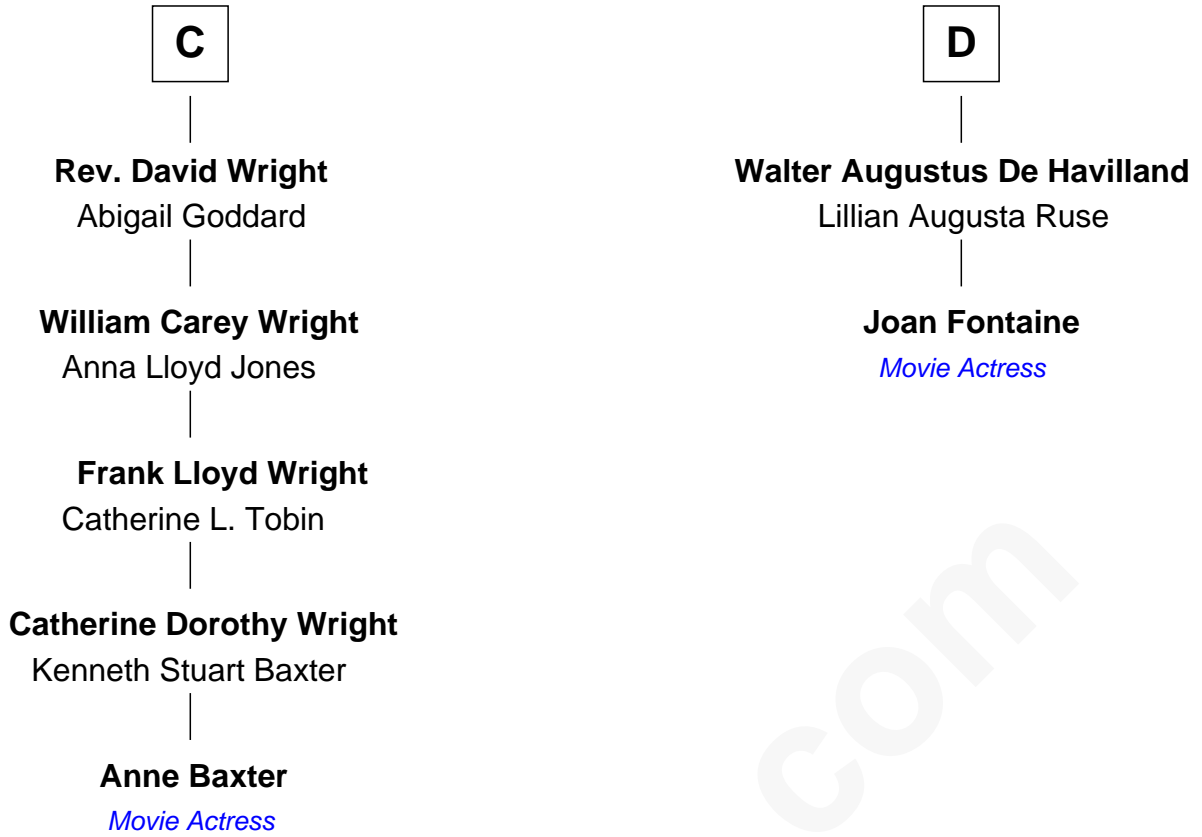 C
Rev. David Wright
Abigail Goddard
William Carey Wright
Anna Lloyd Jones
Frank Lloyd Wright
Catherine L. Tobin
Catherine Dorothy Wright
Kenneth Stuart Baxter
Anne Baxter
Movie Actress
D
Walter Augustus De Havilland
Lillian Augusta Ruse
Joan Fontaine
Movie Actress
com